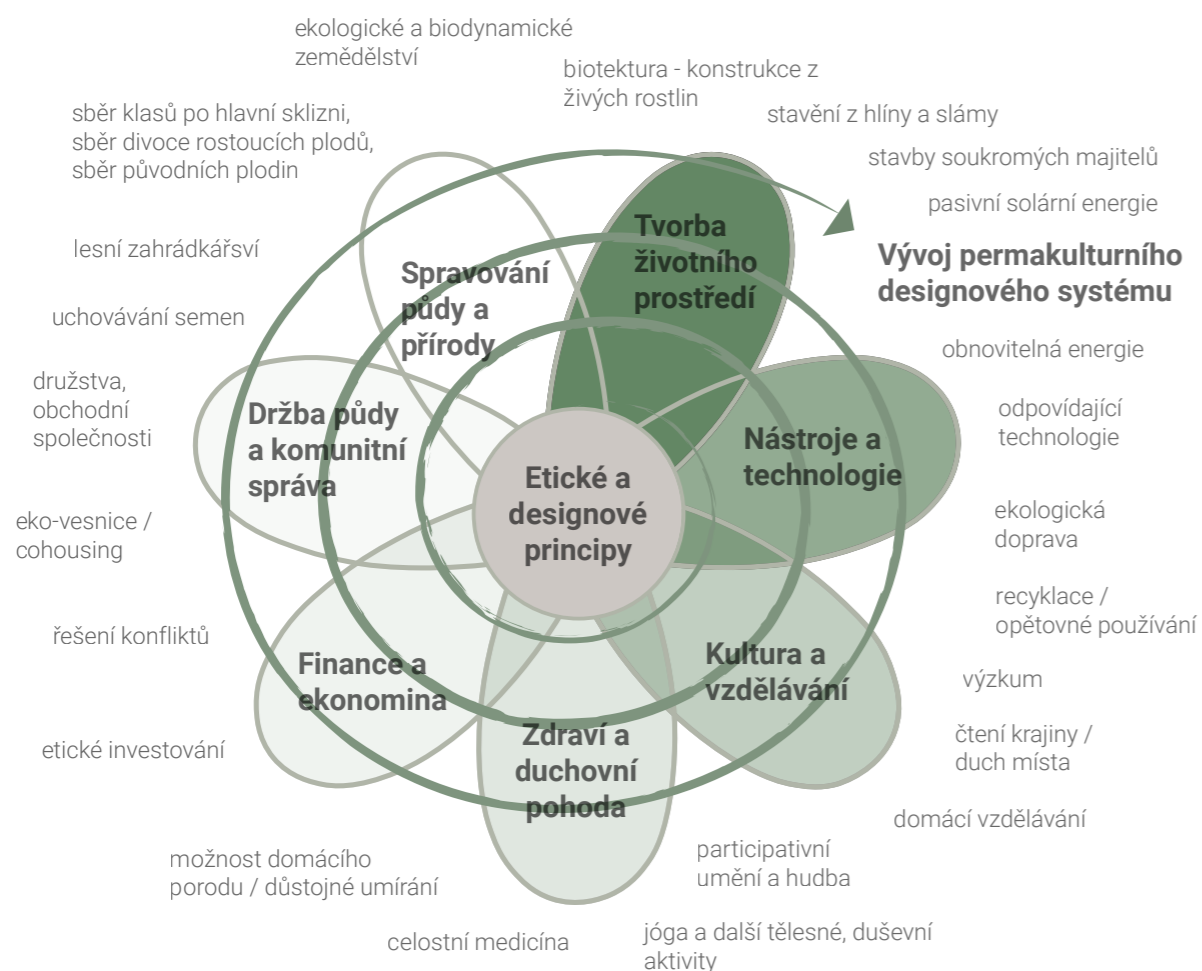 ekologické a biodynamické
zemědělství
biotektura - konstrukce z
živých rostlin
stavění z hlíny a slámy
sběr klasů po hlavní sklizni,
sběr divoce rostoucích plodů,
sběr původních plodin
stavby soukromých majitelů
pasivní solární energie
Tvorba
životního
prostředí
Vývoj permakulturního
designového systému
lesní zahrádkářsví
Spravování
půdy a
přírody
uchovávání semen
obnovitelná energie
družstva,
obchodní
společnosti
Držba půdy
a komunitní
správa
Nástroje a
technologie
odpovídající
technologie
Etické a
designové
principy
eko-vesnice /
cohousing
ekologická
doprava
recyklace /
opětovné používání
řešení konfliktů
Finance a
ekonomina
Kultura a
vzdělávání
výzkum
etické investování
Zdraví a
duchovní
pohoda
čtení krajiny /
duch místa
domácí vzdělávání
možnost domácího
porodu / důstojné umírání
participativní
umění a hudba
celostní medicína
jóga a další tělesné, duševní
aktivity